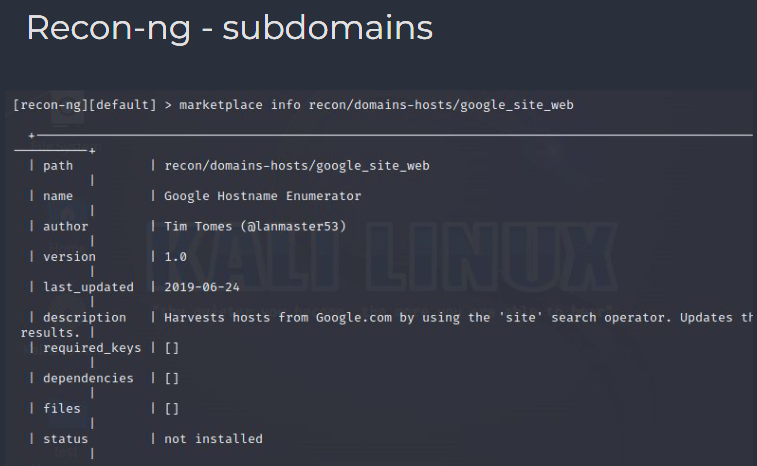 Recon-ng - subdomains
[recon-ng][default] > marketplace info recon/domains-hosts/google_site_web
| path | recon/domains-hosts/google_site_web
|
| name | Google Hostname Enumerator
|
| author | Tim Tomes (@lanmaster53)
|
| version | 1.0
|
| last_updated | 2019-06-24
|
| description | Harvests hosts from Google.com by using the 'site' search operator. Updates th
results. |
| required_keys | []
|
| dependencies | []
|
| files | []
|
| status | not installed
|
KALI LINUX